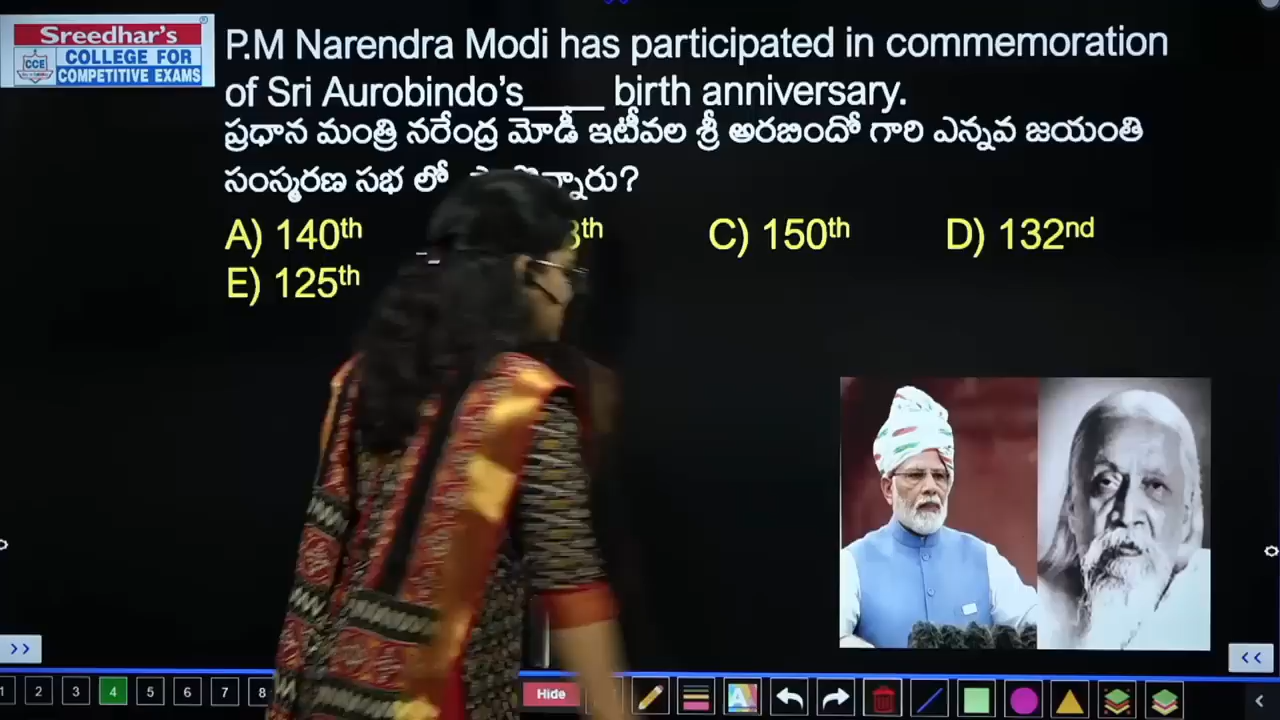 Sreedhar's
®
CCE
COLLEGE FOR
COMPETITIVE EXAMS
P.M Narendra Modi has participated in commemoration
of Sri Aurobindo's____ birth anniversary.
ప్రధాన మంత్రి నరేంద్ర మోడీ ఇటీవల శ్రీ అరబిందో గారి ఎన్నవ జయంతి
సంస్మరణ సభ లో
A) 140th 8th C) 150th D) 132nd
E) 125th
>> <<
1 2 3 4 5 6 7 8 Hide A <